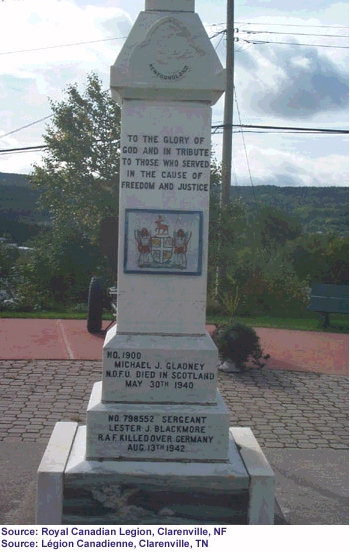 NEWFOUNDLAND
TO THE GLORY OF
GOD AND IN TRIBUTE
TO THOSE WHO SERVED
IN THE CAUSE OF
FREEDOM AND JUSTICE
NO. 1900
MICHAEL J. GLADNEY
N.O.F.U. DIED IN SCOTLAND
MAY 30TH 1940
NO. 798552 SERGEANT
LESTER J. BLACKMORE
R.A.F. KILLED OVER GERMANY
AUG. 13TH 1942
Source: Royal Canadian Legion, Clarenville, NF
Source: Légion Canadienne, Clarenville, TN